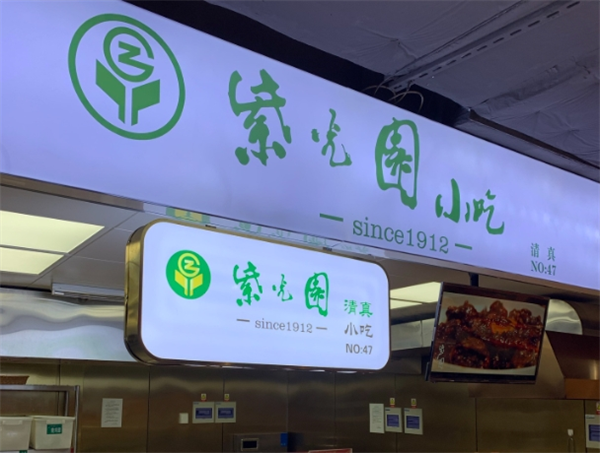 紫光园 小吃
— since1912 —
清真
NO:47
紫光园
— since1912 —
清真
小吃
NO:47